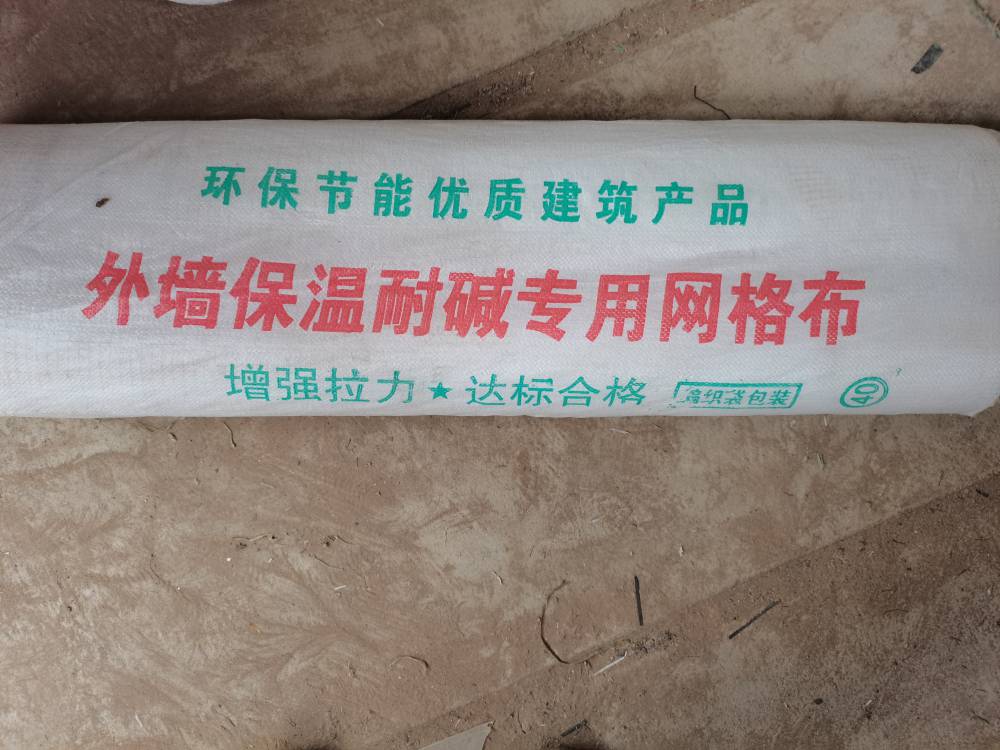 环保节能优质建筑产品
外墙保温耐碱专用网格布
增强拉力★达标合格 编织袋包装 40